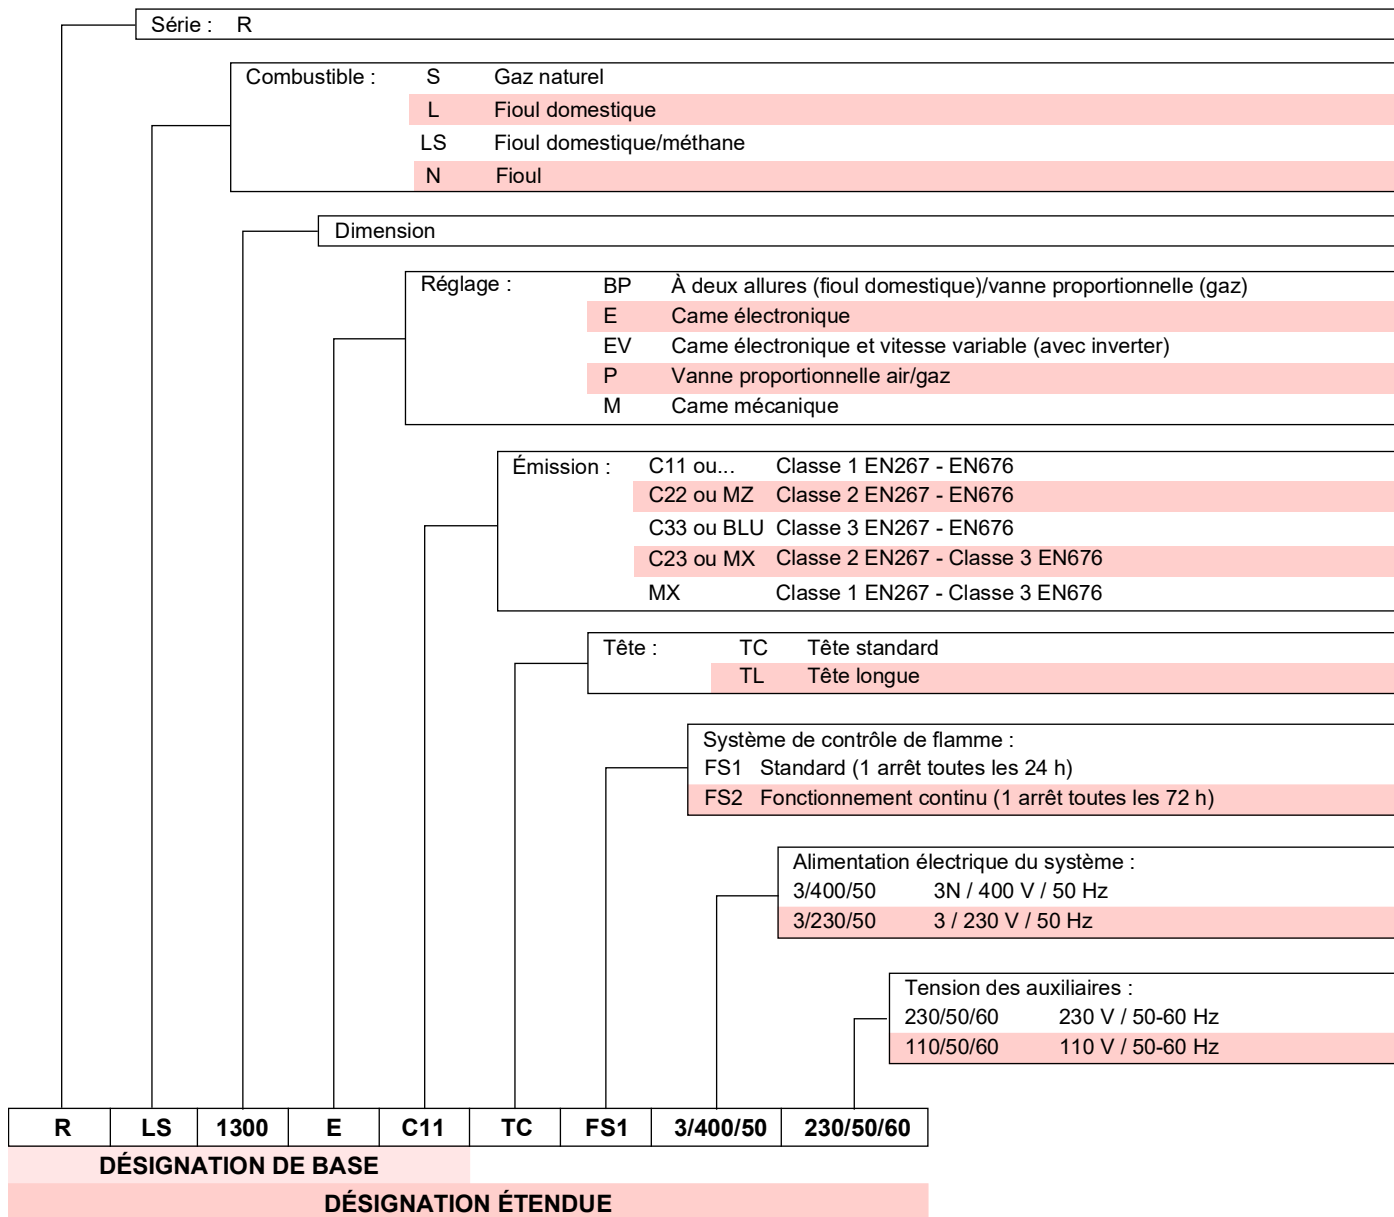 Série : R
Combustible : S Gaz naturel
L Fioul domestique
LS Fioul domestique/méthane
N Fioul
Dimension
Réglage : BP À deux allures (fioul domestique)/vanne proportionnelle (gaz)
E Came électronique
EV Came électronique et vitesse variable (avec inverter)
P Vanne proportionnelle air/gaz
M Came mécanique
Émission : C11 ou... Classe 1 EN267 - EN676
C22 ou MZ Classe 2 EN267 - EN676
C33 ou BLU Classe 3 EN267 - EN676
C23 ou MX Classe 2 EN267 - Classe 3 EN676
MX Classe 1 EN267 - Classe 3 EN676
Tête : TC Tête standard
TL Tête longue
Système de contrôle de flamme :
FS1 Standard (1 arrêt toutes les 24 h)
FS2 Fonctionnement continu (1 arrêt toutes les 72 h)
Alimentation électrique du système :
3/400/50 3N / 400 V / 50 Hz
3/230/50 3 / 230 V / 50 Hz
Tension des auxiliaires :
230/50/60 230 V / 50-60 Hz
110/50/60 110 V / 50-60 Hz
R LS 1300 E C11 TC FS1 3/400/50 230/50/60
DÉSIGNATION DE BASE
DÉSIGNATION ÉTENDUE